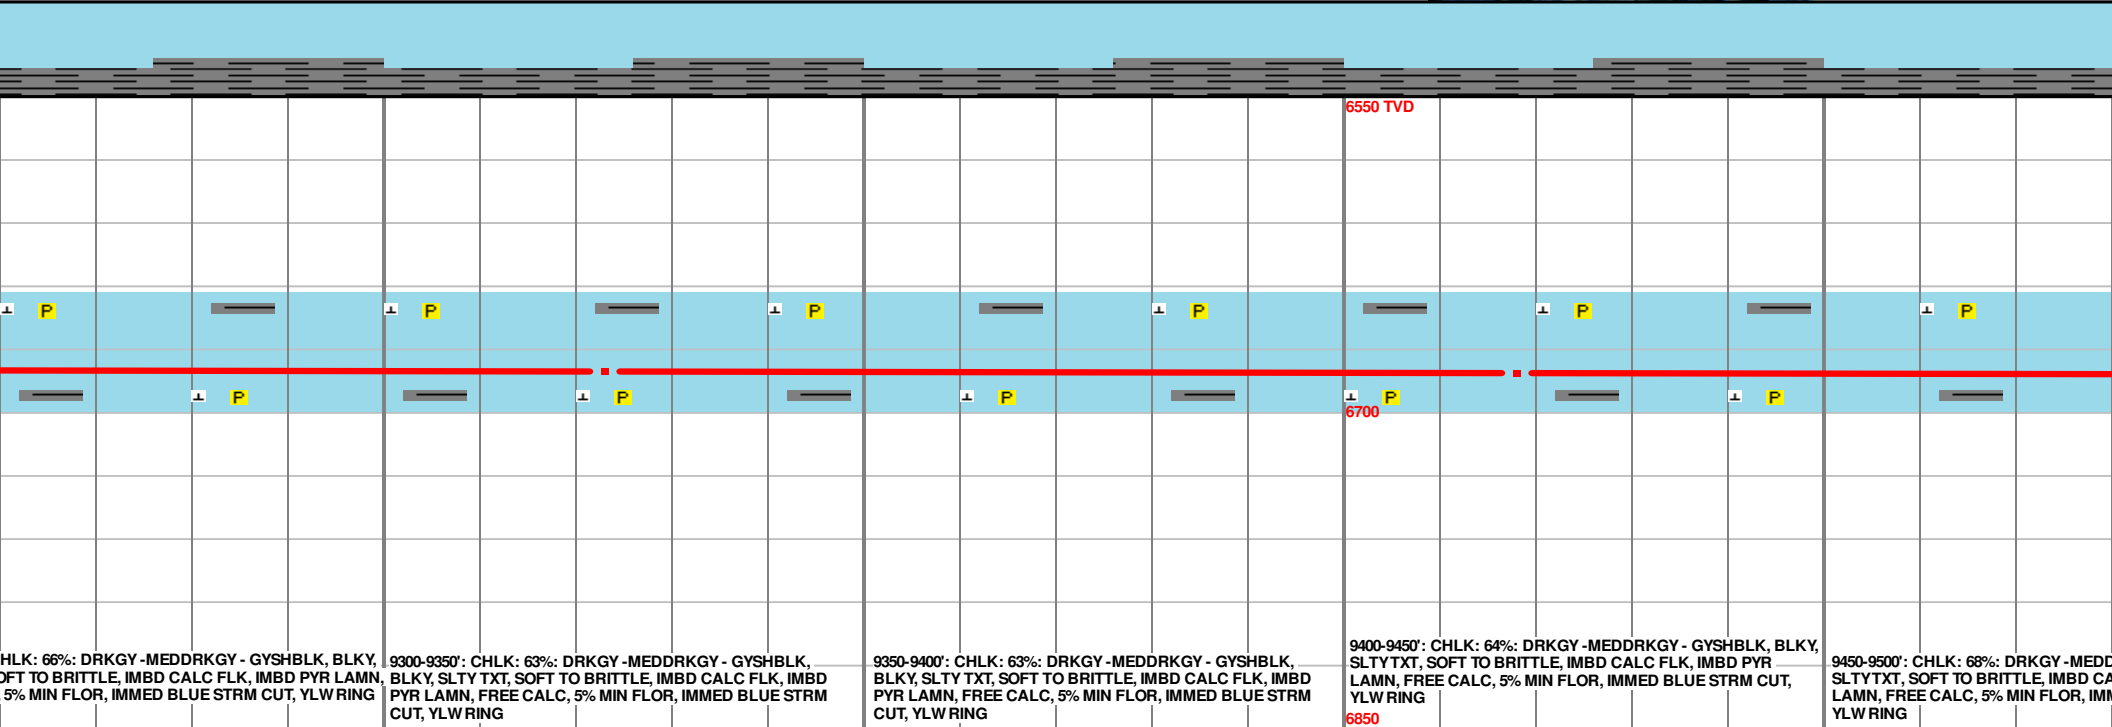 6550 TVD
P
P
P
P
P
P
P
P
P
P
P
6700
HLK: 66%: DRKGY -MEDDRKGY - GYSHBLK, BLKY,
OFT TO BRITTLE, IMBD CALC FLK, IMBD PYR LAMN,
5% MIN FLOR, IMMED BLUE STRM CUT, YLW RING
9300-9350': CHLK: 63%: DRKGY -MEDDRKGY - GYSHBLK,
BLKY, SLTY TXT, SOFT TO BRITTLE, IMBD CALC FLK, IMBD
PYR LAMN, FREE CALC, 5% MIN FLOR, IMMED BLUE STRM
CUT, YLW RING
9350-9400': CHLK: 63%: DRKGY -MEDDRKGY - GYSHBLK,
BLKY, SLTY TXT, SOFT TO BRITTLE, IMBD CALC FLK, IMBD
PYR LAMN, FREE CALC, 5% MIN FLOR, IMMED BLUE STRM
CUT, YLW RING
9400-9450': CHLK: 64%: DRKGY -MEDDRKGY - GYSHBLK, BLKY,
SLTY TXT, SOFT TO BRITTLE, IMBD CALC FLK, IMBD PYR
LAMN, FREE CALC, 5% MIN FLOR, IMMED BLUE STRM CUT,
YLW RING
9450-9500': CHLK: 68%: DRKGY -MEDD
SLTY TXT, SOFT TO BRITTLE, IMBD CA
LAMN, FREE CALC, 5% MIN FLOR, IMM
YLW RING
6850